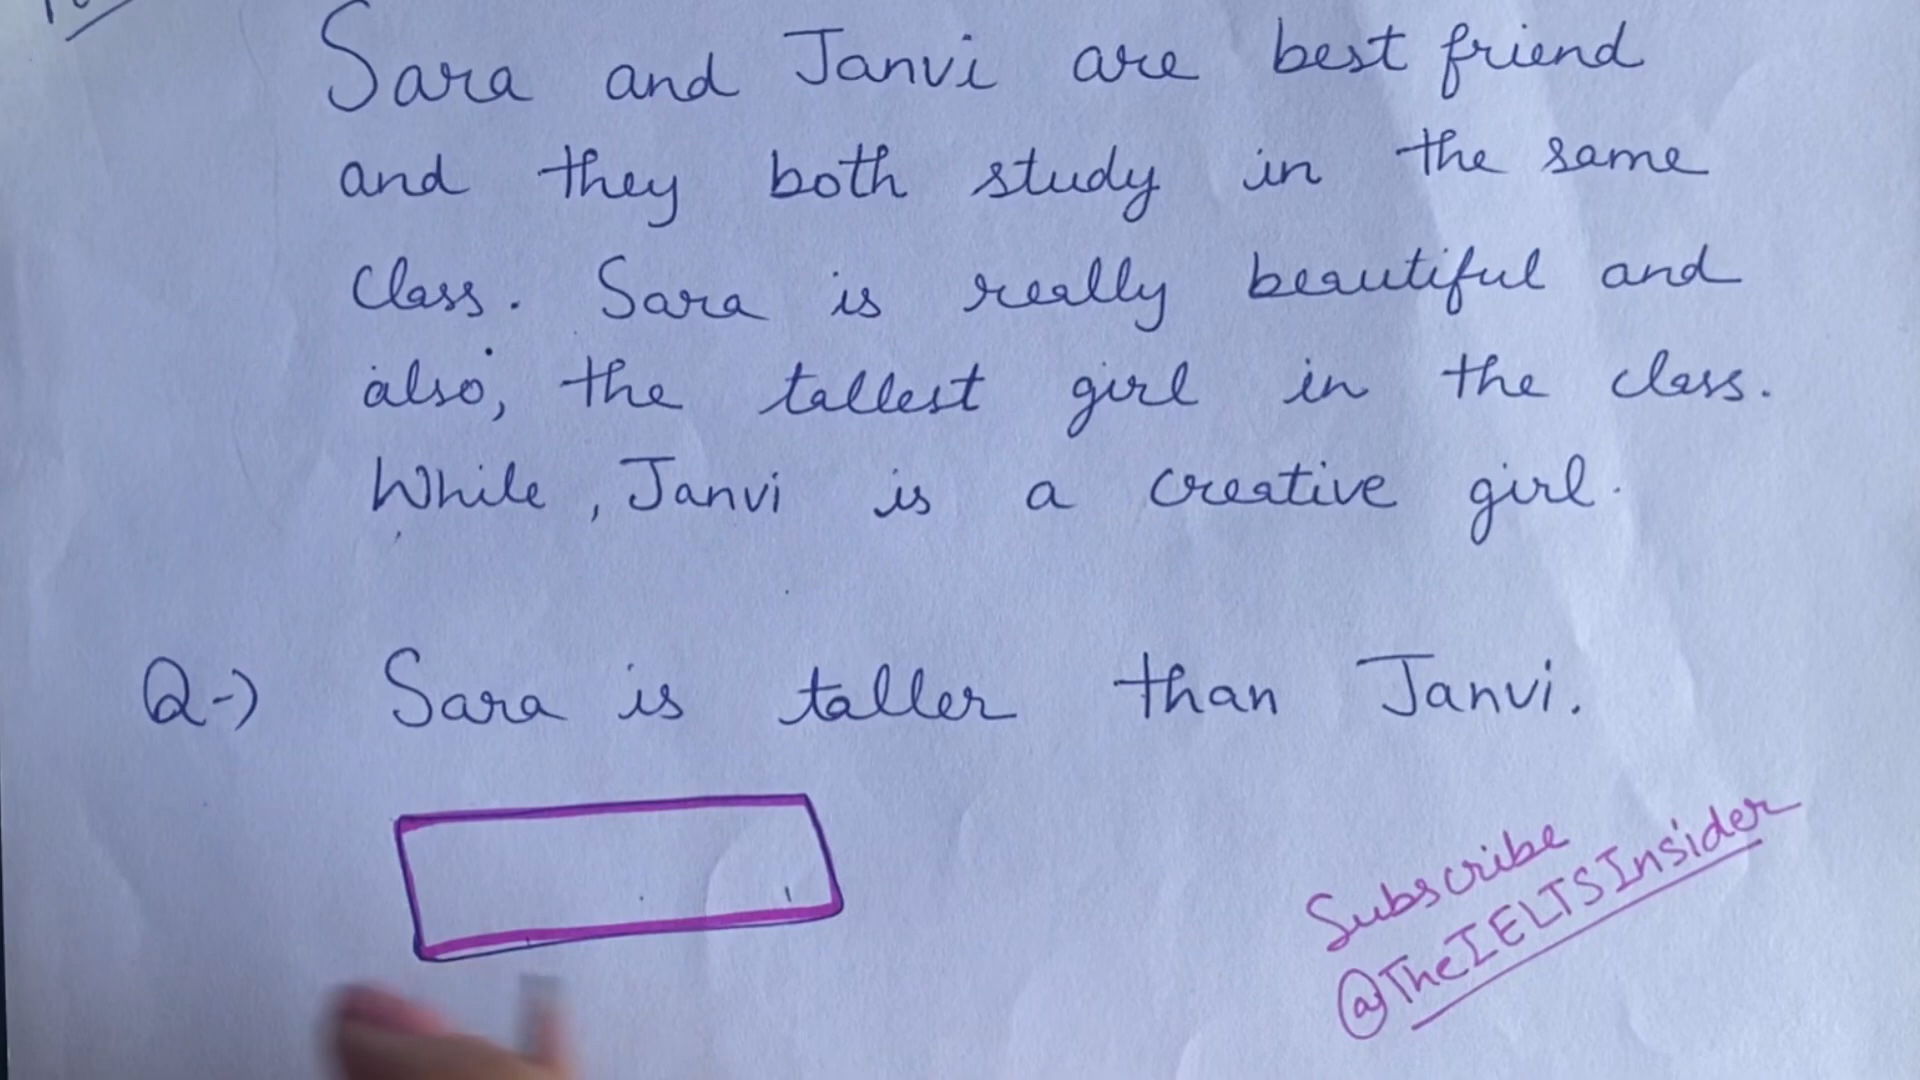 Sara and Janvi are best friend
and they both study in the same
class. Sara is really beautiful and
also, the tallest girl in the class.
While, Janvi is a creative girl.
Q-) Sara is taller than Janvi.
Subscribe
@TheIELTSInsider